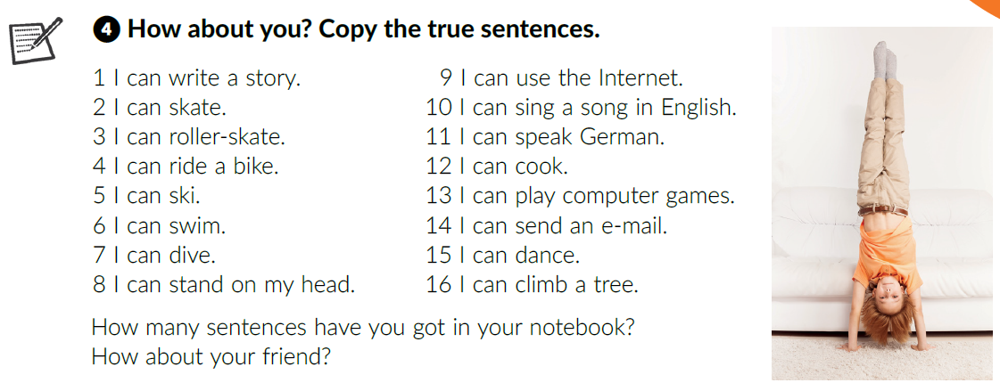 4 How about you? Copy the true sentences.
1 I can write a story.
2 I can skate.
3 I can roller-skate.
4 I can ride a bike.
5 I can ski.
6 I can swim.
7 I can dive.
8 I can stand on my head.
9 I can use the Internet.
10 I can sing a song in English.
11 I can speak German.
12 I can cook.
13 I can play computer games.
14 I can send an e-mail.
15 I can dance.
16 I can climb a tree.
How many sentences have you got in your notebook?
How about your friend?